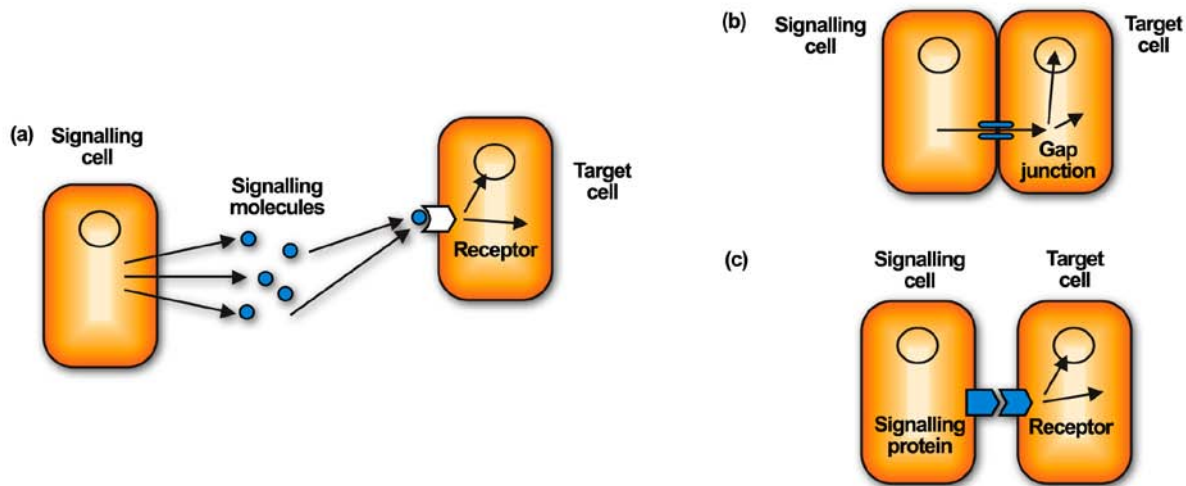 (a)
Signalling
cell
Signalling
molecules
Receptor
Target
cell
(b)
Signalling
cell
Target
cell
Gap
junction
(c)
Signalling
cell
Target
cell
Signalling
protein
Receptor